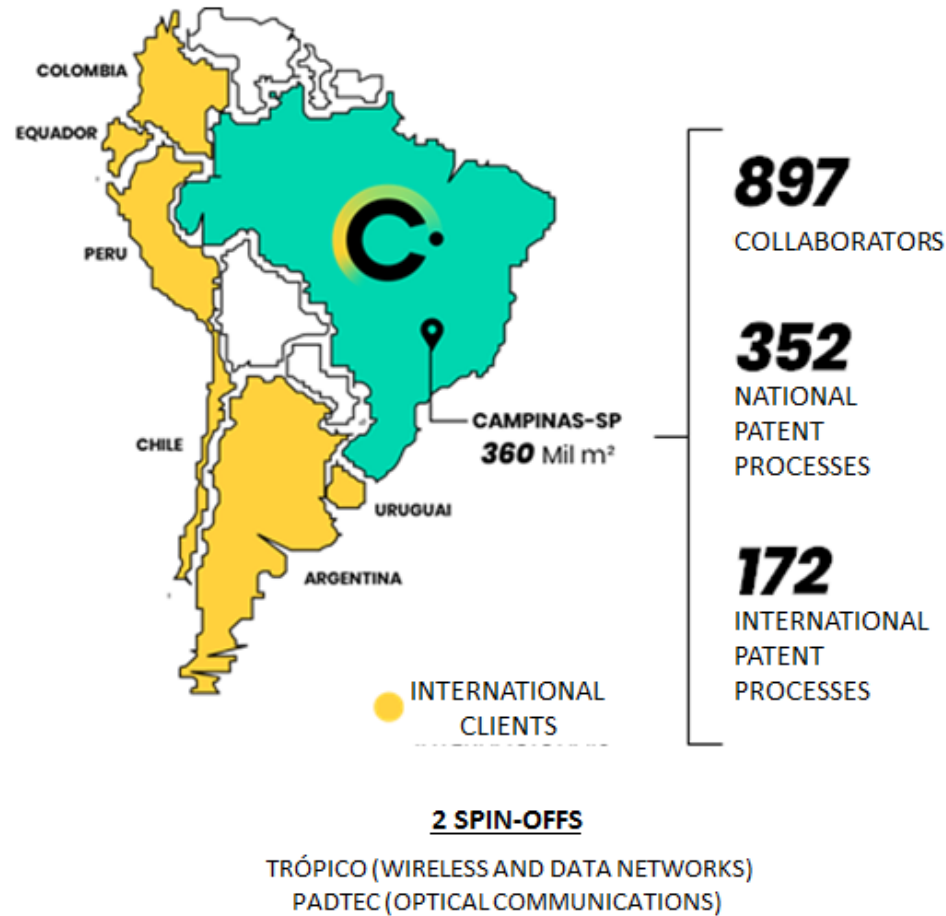 COLOMBIA
EQUADOR
PERU
CHILE
CAMPINAS-SP
360 Mil m²
URUGUAI
ARGENTINA
INTERNATIONAL
CLIENTS
897
COLLABORATORS
352
NATIONAL
PATENT
PROCESSES
172
INTERNATIONAL
PATENT
PROCESSES
2 SPIN-OFFS
TRÓPICO (WIRELESS AND DATA NETWORKS)
PADTEC (OPTICAL COMMUNICATIONS)